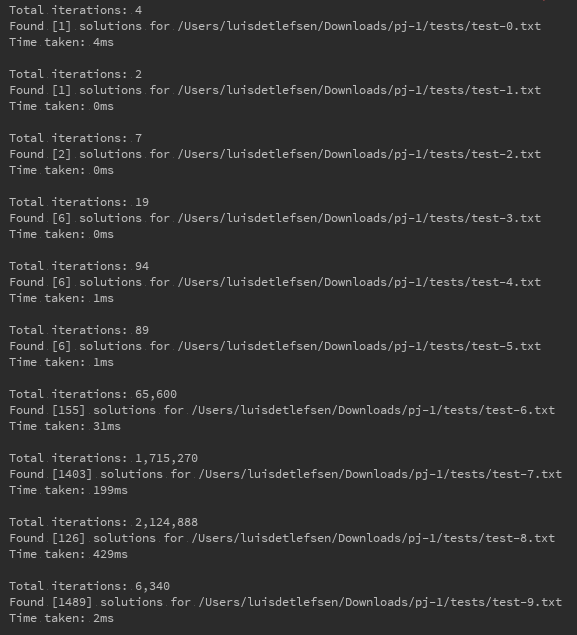 Total iterations: 4
Found [1] solutions for /Users/luisdetlefsen/Downloads/pj-1/tests/test-0.txt
Time taken: 4ms
Total iterations: 2
Found [1] solutions for /Users/luisdetlefsen/Downloads/pj-1/tests/test-1.txt
Time taken: 0ms
Total iterations: 7
Found [2] solutions for /Users/luisdetlefsen/Downloads/pj-1/tests/test-2.txt
Time taken: 0ms
Total iterations: 19
Found [6] solutions for /Users/luisdetlefsen/Downloads/pj-1/tests/test-3.txt
Time taken: 0ms
Total iterations: 94
Found [6] solutions for /Users/luisdetlefsen/Downloads/pj-1/tests/test-4.txt
Time taken: 1ms
Total iterations: 89
Found [6] solutions for /Users/luisdetlefsen/Downloads/pj-1/tests/test-5.txt
Time taken: 1ms
Total iterations: 65,600
Found [155] solutions for /Users/luisdetlefsen/Downloads/pj-1/tests/test-6.txt
Time taken: 31ms
Total iterations: 1,715,270
Found [1403] solutions for /Users/luisdetlefsen/Downloads/pj-1/tests/test-7.txt
Time taken: 199ms
Total iterations: 2,124,888
Found [126] solutions for /Users/luisdetlefsen/Downloads/pj-1/tests/test-8.txt
Time taken: 429ms
Total iterations: 6,340
Found [1489] solutions for /Users/luisdetlefsen/Downloads/pj-1/tests/test-9.txt
Time taken: 2ms